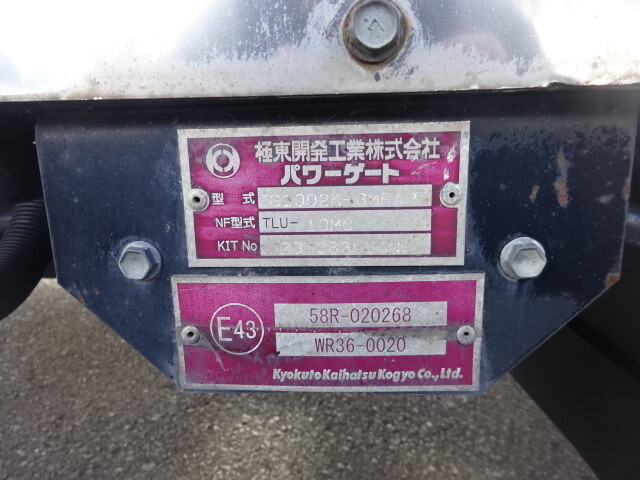 極東開発工業株式会社
パワーゲート
型式
NF型式 TLU-
KIT No
E43
58R-020268
WR36-0020
Kyokuto Kaihatsu Kogyo Co., Ltd.